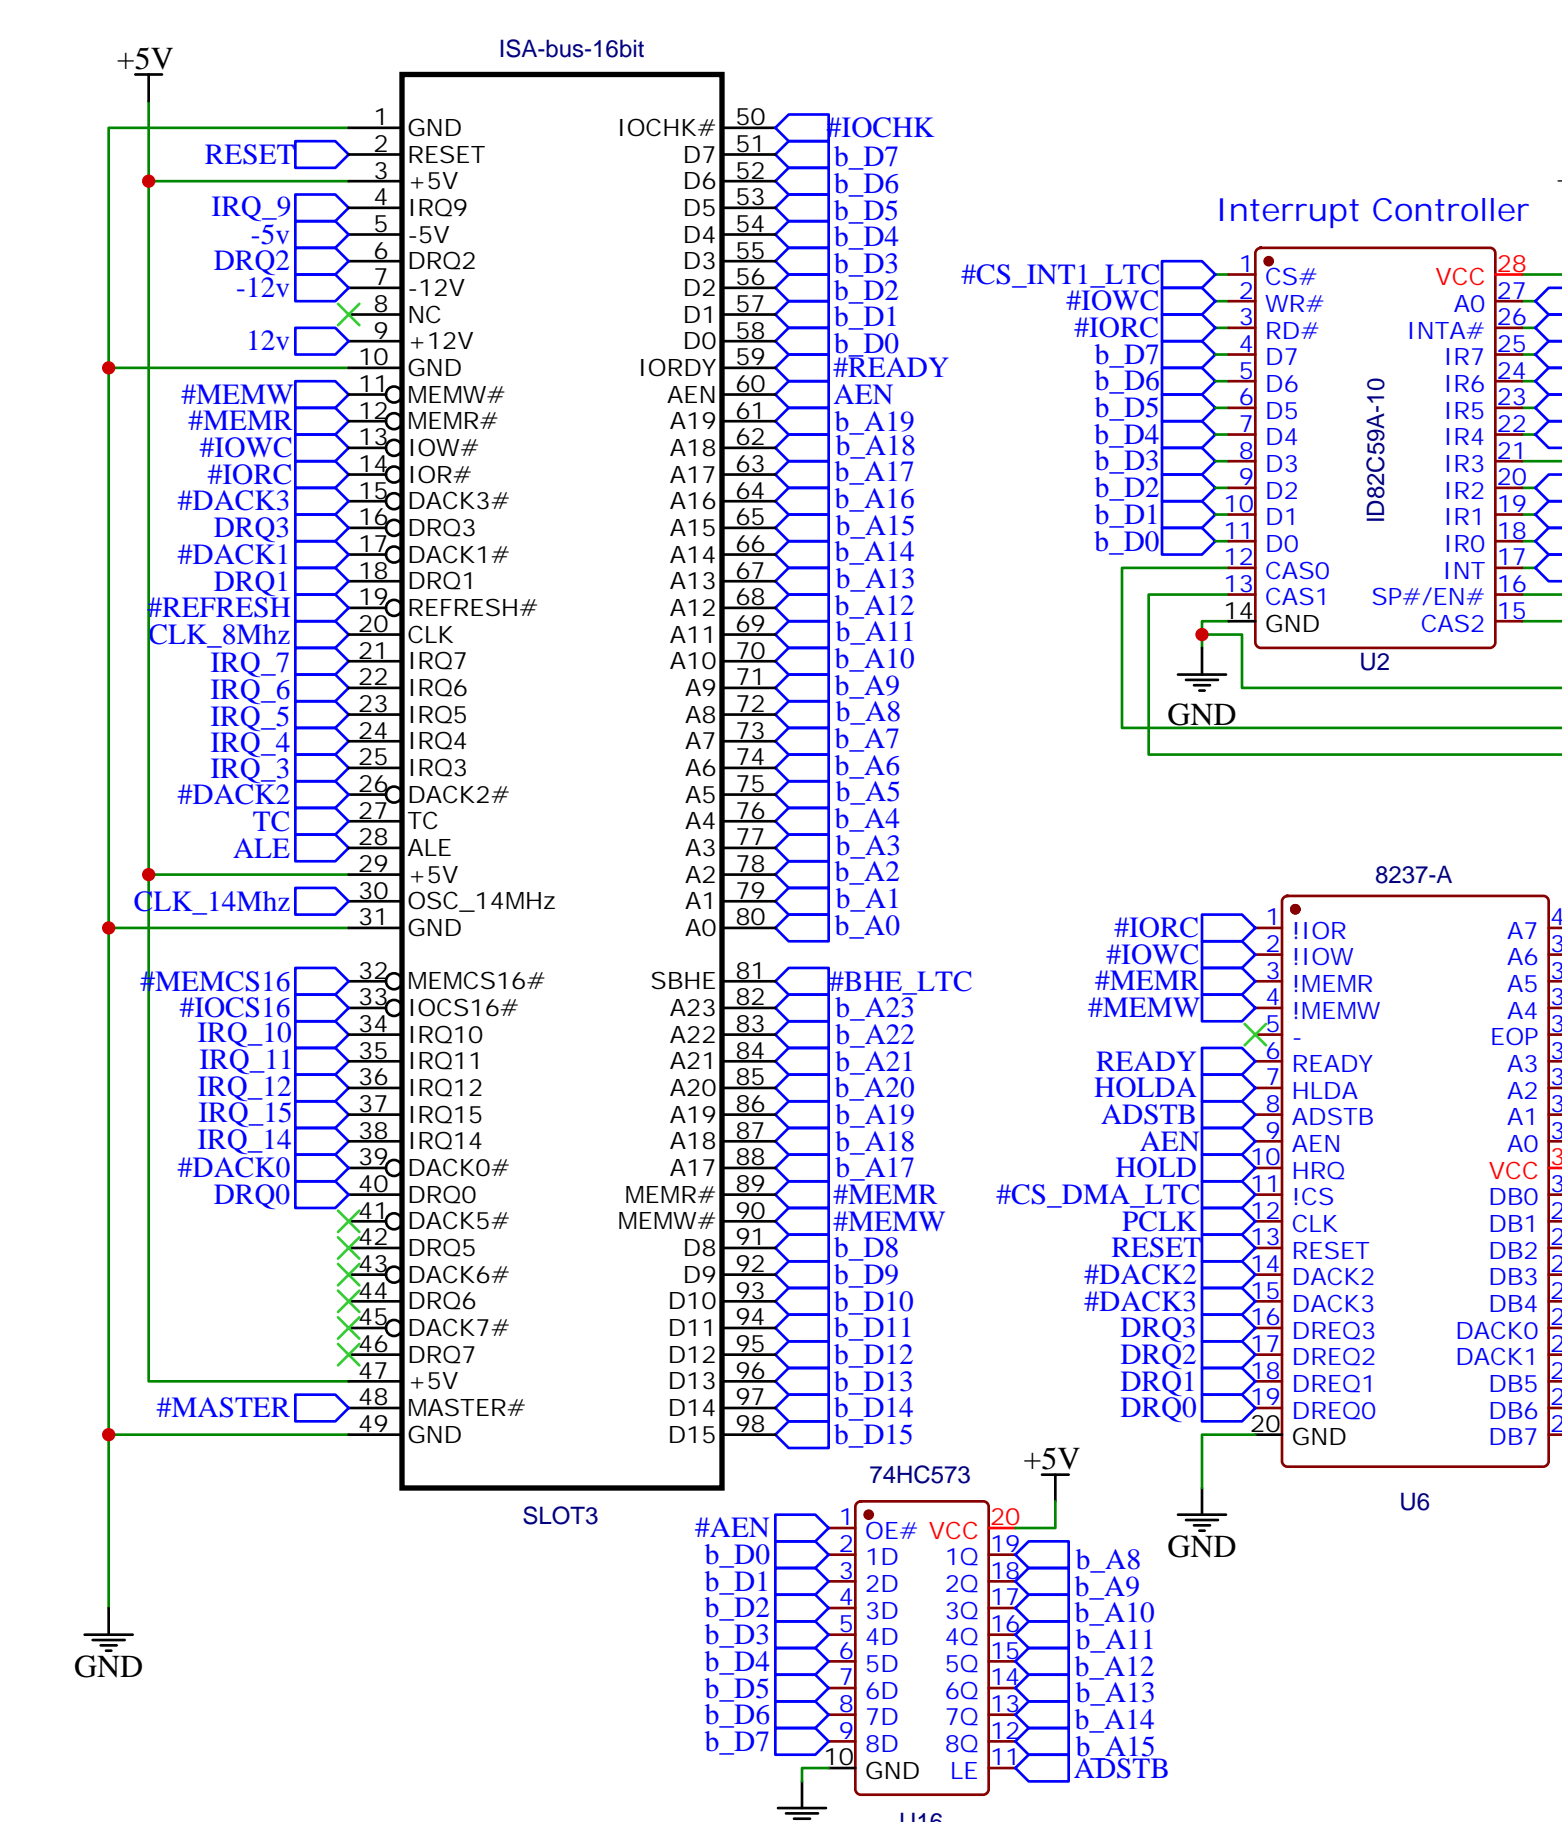 ISA-bus-16bit
+5V
1 GND IOCHK# 50 #IOCHK
RESET 2 RESET D7 51 b_D7
3 +5V D6 52 b_D6
IRQ_9 4 IRQ9 D5 53 b_D5
-5v 5 -5V D4 54 b_D4
DRQ2 6 DRQ2 D3 55 b_D3
-12v 7 -12V D2 56 b_D2
8 NC D1 57 b_D1
12v 9 +12V D0 58 b_D0
10 GND IORDY 59 #READY
#MEMW 11 MEMW# AEN 60 AEN
#MEMR 12 MEMR# A19 61 b_A19
#IOWC 13 IOW# A18 62 b_A18
#IORC 14 IOR# A17 63 b_A17
#DACK3 15 DACK3# A16 64 b_A16
DRQ3 16 DRQ3 A15 65 b_A15
#DACK1 17 DACK1# A14 66 b_A14
DRQ1 18 DRQ1 A13 67 b_A13
#REFRESH 19 REFRESH# A12 68 b_A12
CLK_8Mhz 20 CLK A11 69 b_A11
IRQ_7 21 IRQ7 A10 70 b_A10
IRQ_6 22 IRQ6 A9 71 b_A9
IRQ_5 23 IRQ5 A8 72 b_A8
IRQ_4 24 IRQ4 A7 73 b_A7
IRQ_3 25 IRQ3 A6 74 b_A6
#DACK2 26 DACK2# A5 75 b_A5
TC 27 TC A4 76 b_A4
ALE 28 ALE A3 77 b_A3
29 +5V A2 78 b_A2
CLK_14Mhz 30 OSC_14MHz A1 79 b_A1
31 GND A0 80 b_A0
#MEMCS16 32 MEMCS16# SBHE 81 #BHE_LTC
#IOCS16 33 IOCS16# A23 82 b_A23
IRQ_10 34 IRQ10 A22 83 b_A22
IRQ_11 35 IRQ11 A21 84 b_A21
IRQ_12 36 IRQ12 A20 85 b_A20
IRQ_15 37 IRQ15 A19 86 b_A19
IRQ_14 38 IRQ14 A18 87 b_A18
#DACK0 39 DACK0# A17 88 b_A17
DRQ0 40 DRQ0 MEMR# 89 #MEMR
41 DACK5# MEMW# 90 #MEMW
42 DRQ5 D8 91 b_D8
43 DACK6# D9 92 b_D9
44 DRQ6 D10 93 b_D10
45 DACK7# D11 94 b_D11
46 DRQ7 D12 95 b_D12
47 +5V D13 96 b_D13
#MASTER 48 MASTER# D14 97 b_D14
49 GND D15 98 b_D15
SLOT3
GND
Interrupt Controller
#CS_INT1_LTC 1 CS# VCC 28
#IOWC 2 WR# A0 27
#IORC 3 RD# INTA# 26
b_D7 4 D7 IR7 25
b_D6 5 D6 IR6 24
b_D5 6 D5 IR5 23
b_D4 7 D4 IR4 22
b_D3 8 D3 IR3 21
b_D2 9 D2 IR2 20
b_D1 10 D1 IR1 19
b_D0 11 D0 IR0 18
12 CAS0 INT 17
13 CAS1 SP#/EN# 16
14 GND CAS2 15
ID82C59A-10
U2
GND
8237-A
#IORC 1 !IOR A7
#IOWC 2 !IOW A6
#MEMR 3 !MEMR A5
#MEMW 4 !MEMW A4
5 - EOP
READY 6 READY A3
HOLDA 7 HLDA A2
ADSTB 8 ADSTB A1
AEN 9 AEN A0
HOLD 10 HRQ VCC
#CS_DMA_LTC 11 !CS DB0
PCLK 12 CLK DB1
RESET 13 RESET DB2
#DACK2 14 DACK2 DB3
#DACK3 15 DACK3 DB4
DRQ3 16 DREQ3 DACK0
DRQ2 17 DREQ2 DACK1
DRQ1 18 DREQ1 DB5
DRQ0 19 DREQ0 DB6
20 GND DB7
U6
GND
74HC573
+5V
#AEN 1 OE# VCC 20
b_D0 2 1D 1Q 19 b_A8
b_D1 3 2D 2Q 18 b_A9
b_D2 4 3D 3Q 17 b_A10
b_D3 5 4D 4Q 16 b_A11
b_D4 6 5D 5Q 15 b_A12
b_D5 7 6D 6Q 14 b_A13
b_D6 8 7D 7Q 13 b_A14
b_D7 9 8D 8Q 12 b_A15
10 GND LE 11 ADSTB
U16